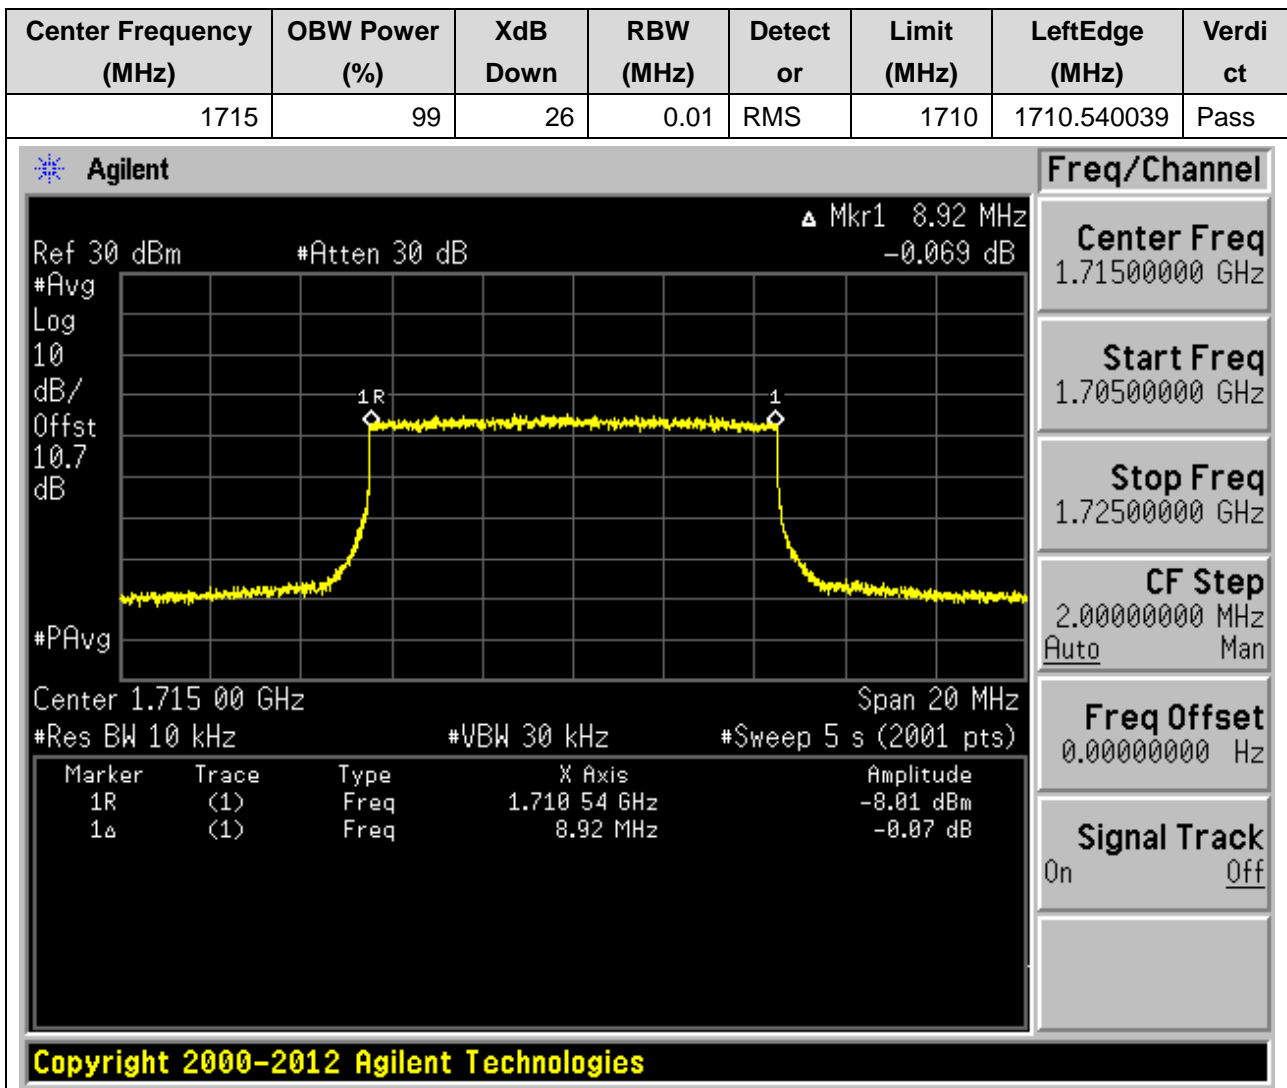 Center Frequency (MHz) OBW Power (%) XdB Down RBW (MHz) Detect or Limit (MHz) LeftEdge (MHz) Verdi ct
1715 99 26 0.01 RMS 1710 1710.540039 Pass
Agilent
Freq/Channel
Δ Mkr1 8.92 MHz
Ref 30 dBm #Atten 30 dB -0.069 dB
#Avg
Log
10
dB/
Offst
10.7
dB
1R 1
#PAvg
Center 1.715 00 GHz Span 20 MHz
#Res BW 10 kHz #VBW 30 kHz #Sweep 5 s (2001 pts)
Marker Trace Type X Axis Amplitude
1R (1) Freq 1.710 54 GHz -8.01 dBm
1Δ (1) Freq 8.92 MHz -0.07 dB
Center Freq
1.71500000 GHz
Start Freq
1.70500000 GHz
Stop Freq
1.72500000 GHz
CF Step
2.00000000 MHz
Auto Man
Freq Offset
0.00000000 Hz
Signal Track
On Off
Copyright 2000-2012 Agilent Technologies